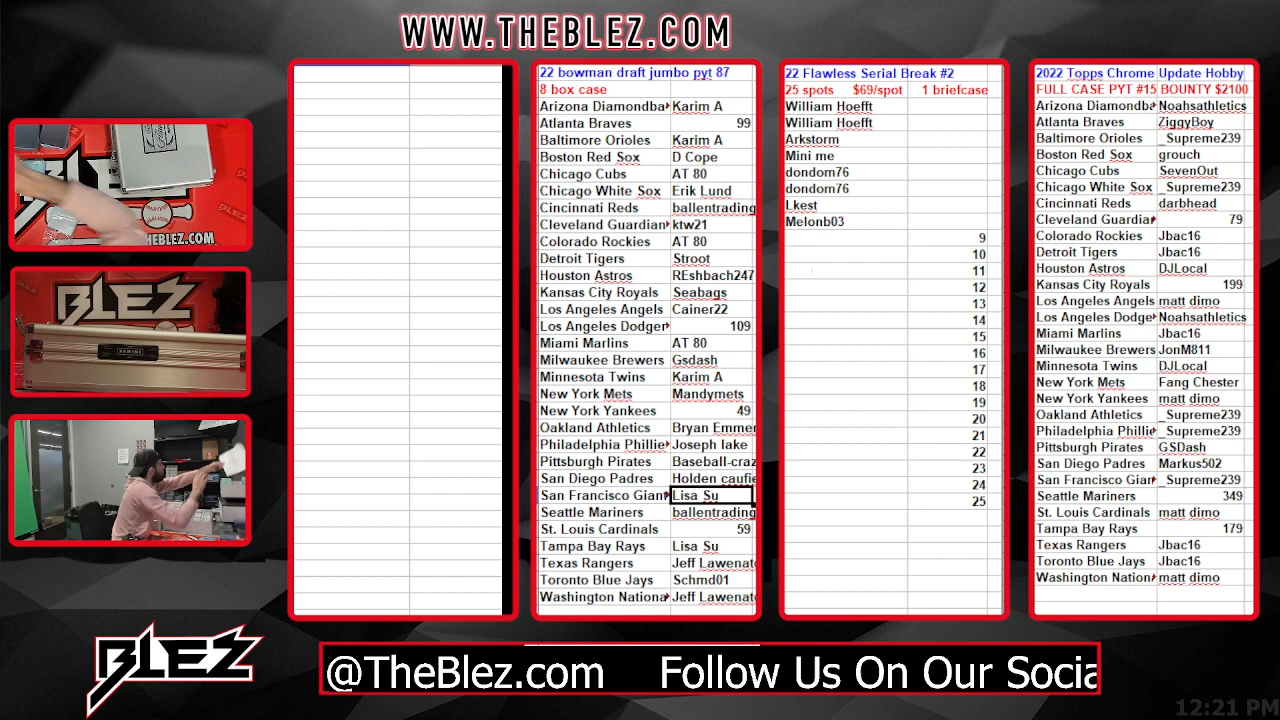 WWW.THEBLEZ.COM
22 bowman draft jumbo pyt 87
8 box case
Arizona Diamondba Karim A
Atlanta Braves 99
Baltimore Orioles Karim A
Boston Red Sox D Cope
Chicago Cubs AT 80
Chicago White Sox Erik Lund
Cincinnati Reds ballentrading
Cleveland Guardian ktw21
Colorado Rockies AT 80
Detroit Tigers Stroot
Houston Astros REshbach247
Kansas City Royals Seabags
Los Angeles Angels Cainer22
Los Angeles Dodger 109
Miami Marlins AT 80
Milwaukee Brewers Gsdash
Minnesota Twins Karim A
New York Mets Mandymets
New York Yankees 49
Oakland Athletics Bryan Emmer
Philadelphia Phillie Joseph lake
Pittsburgh Pirates Baseball-craz
San Diego Padres Holden caufie
San Francisco Gian Lisa Su
Seattle Mariners ballentrading
St. Louis Cardinals 59
Tampa Bay Rays Lisa Su
Texas Rangers Jeff Lawenat
Toronto Blue Jays Schmd01
Washington Nationa Jeff Lawenat
22 Flawless Serial Break #2
25 spots $69/spot 1 briefcase
William Hoefft
William Hoefft
Arkstorm
Mini me
dondom76
dondom76
Lkest
Melonb03
9
10
11
12
13
14
15
16
17
18
19
20
21
22
23
24
25
2022 Topps Chrome Update Hobby
FULL CASE PYT #15 BOUNTY $2100
Arizona Diamondba Noahsathletics
Atlanta Braves ZiggyBoy
Baltimore Orioles _Supreme239
Boston Red Sox grouch
Chicago Cubs SevenOut
Chicago White Sox _Supreme239
Cincinnati Reds darbhead
Cleveland Guardia 79
Colorado Rockies Jbac16
Detroit Tigers Jbac16
Houston Astros DJLocal
Kansas City Royals 199
Los Angeles Angels matt dimo
Los Angeles Dodge Noahsathletics
Miami Marlins Jbac16
Milwaukee Brewers JonM811
Minnesota Twins DJLocal
New York Mets Fang Chester
New York Yankees matt dimo
Oakland Athletics _Supreme239
Philadelphia Phillie _Supreme239
Pittsburgh Pirates GSDash
San Diego Padres Markus502
San Francisco Gian _Supreme239
Seattle Mariners 349
St. Louis Cardinals matt dimo
Tampa Bay Rays 179
Texas Rangers Jbac16
Toronto Blue Jays Jbac16
Washington Nation matt dimo
HEBLEZ.COM
BLEZ
PANINI
BLEZ
@TheBlez.com Follow Us On Our Socia
12:21 PM